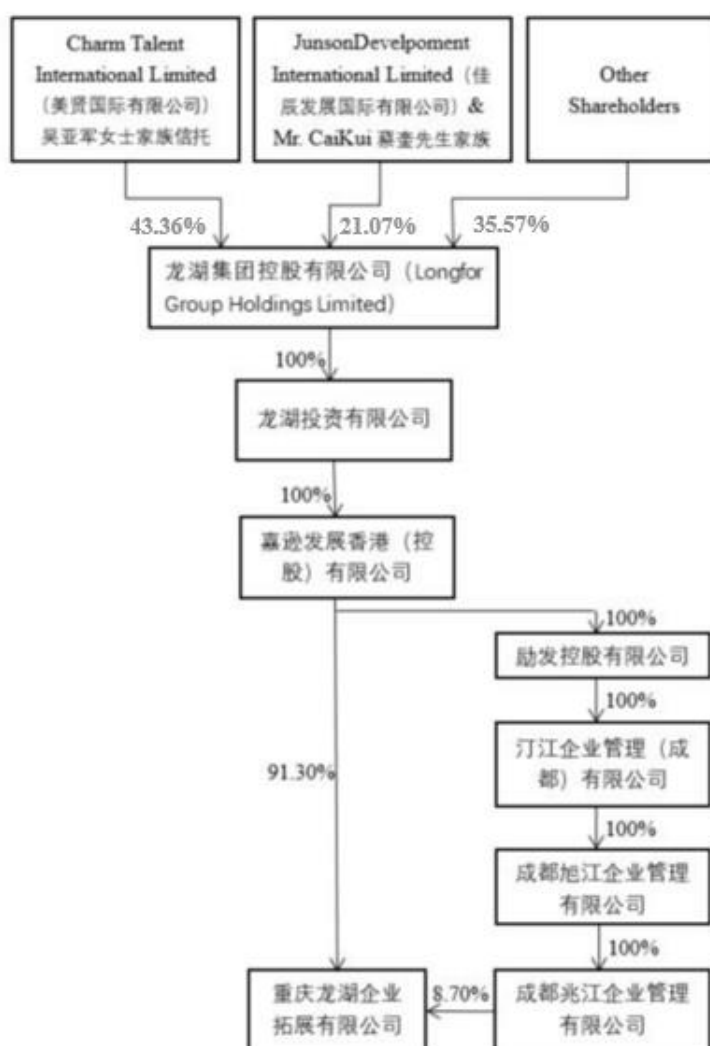 Charm Talent
International Limited
(美贤国际有限公司)
吴亚军女士家族信托
JunsonDevelpoment
International Limited（佳
辰发展国际有限公司）&
Mr. CaiKui 蔡奎先生家族
Other
Shareholders
43.36%
21.07%
35.57%
龙湖集团控股有限公司（Longfor
Group Holdings Limited）
100%
龙湖投资有限公司
100%
嘉逊发展香港（控
股）有限公司
100%
励发控股有限公司
100%
汀江企业管理（成
都）有限公司
91.30%
100%
成都旭江企业管理
有限公司
100%
重庆龙湖企业
拓展有限公司
8.70%
成都兆江企业管理
有限公司